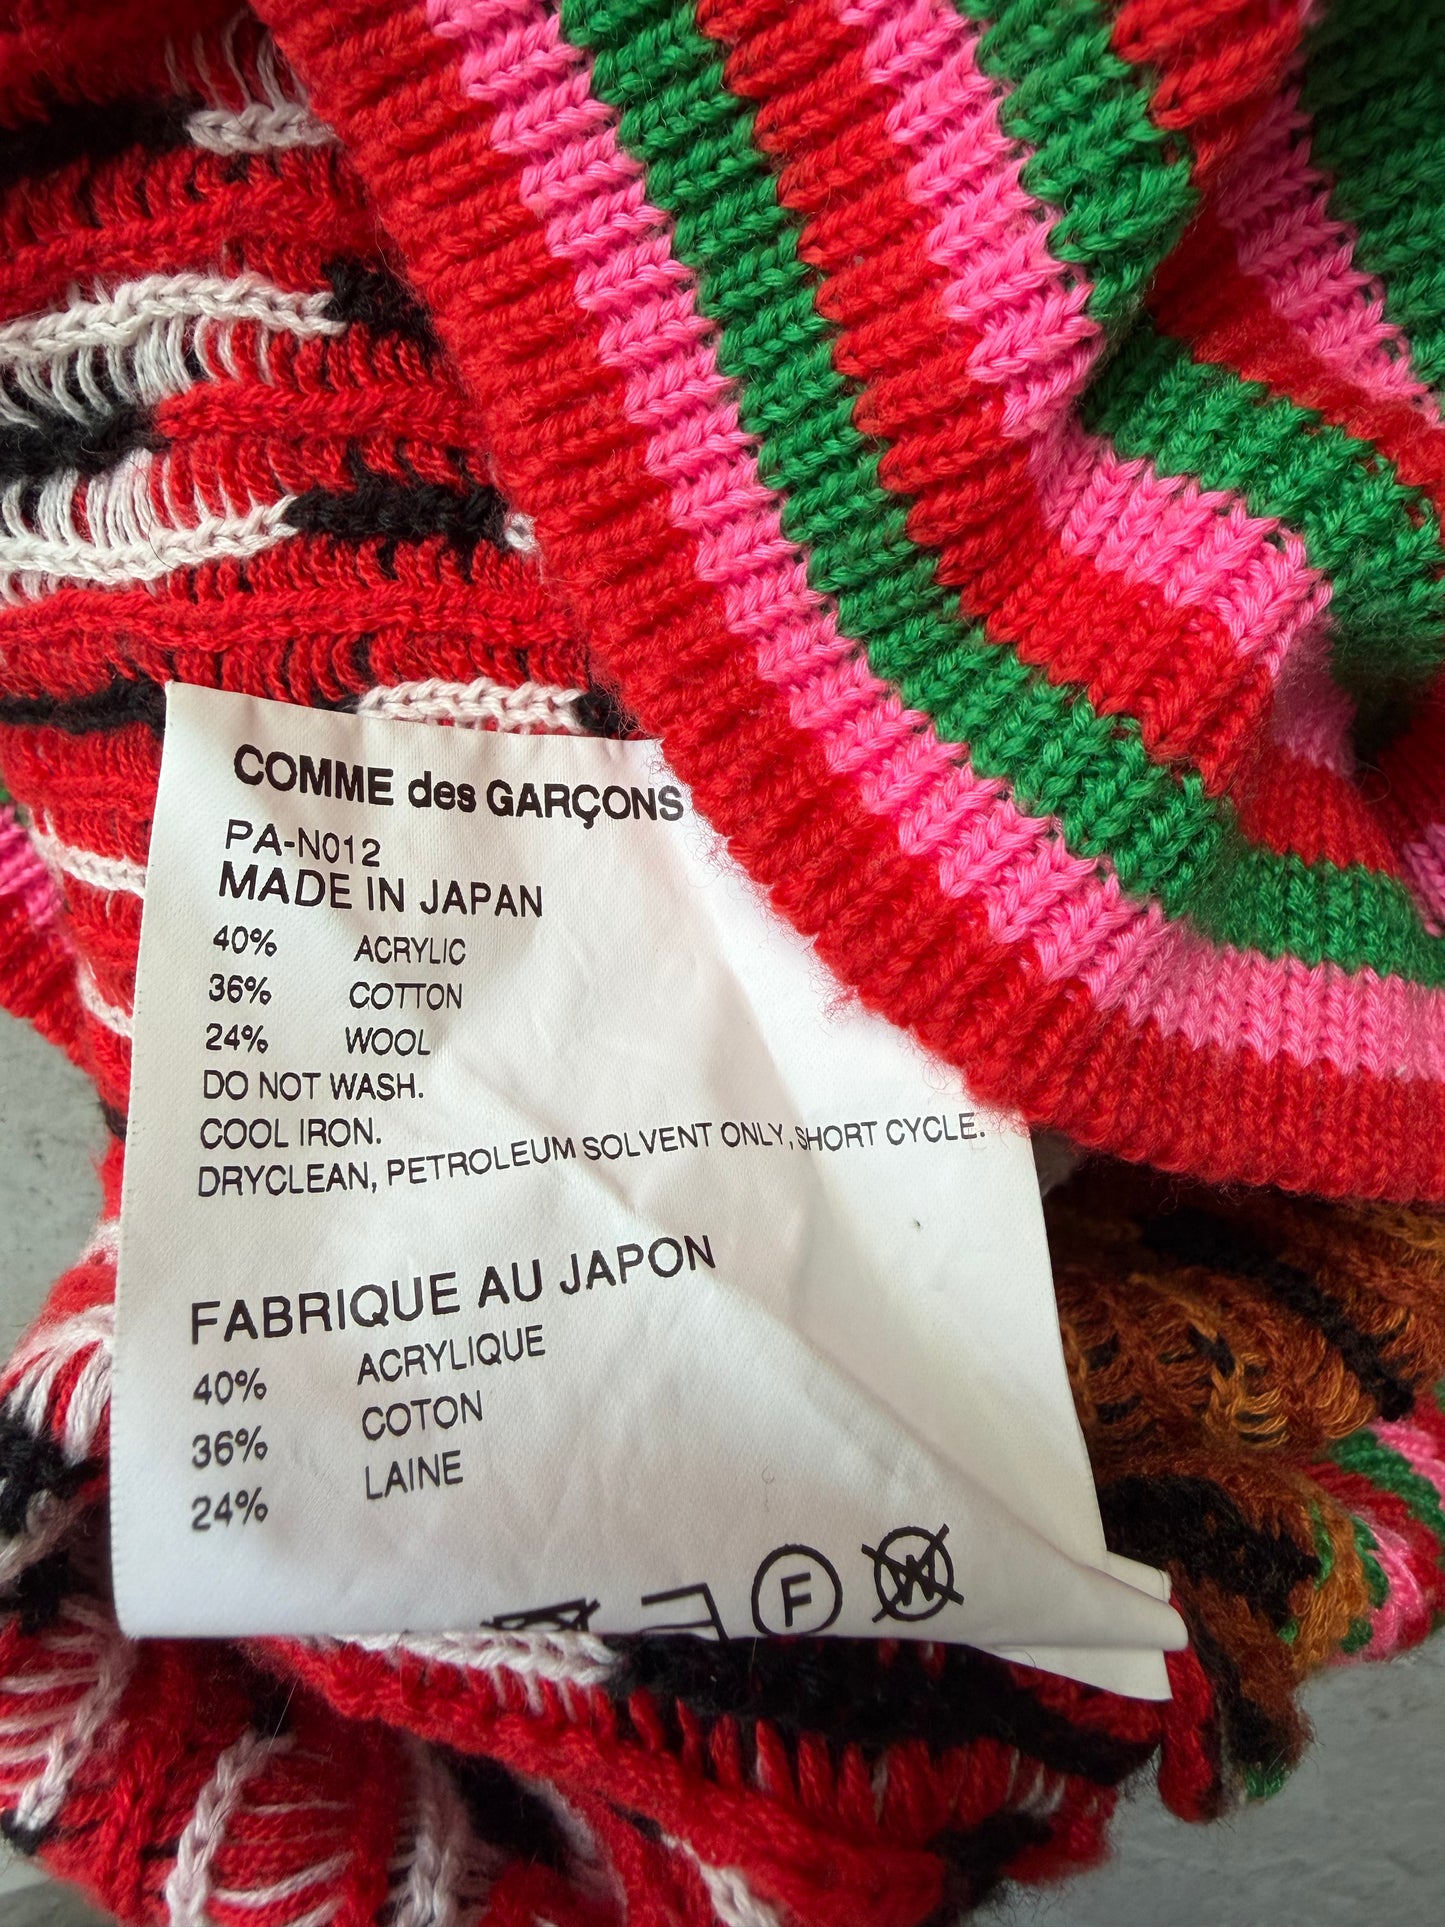 COMME des GARÇONS
PA-N012
MADE IN JAPAN
40% ACRYLIC
36% COTTON
24% WOOL
DO NOT WASH.
COOL IRON.
DRYCLEAN, PETROLEUM SOLVENT ONLY, SHORT CYCLE.
FABRIQUE AU JAPON
40% ACRYLIQUE
36% COTON
24% LAINE
F W